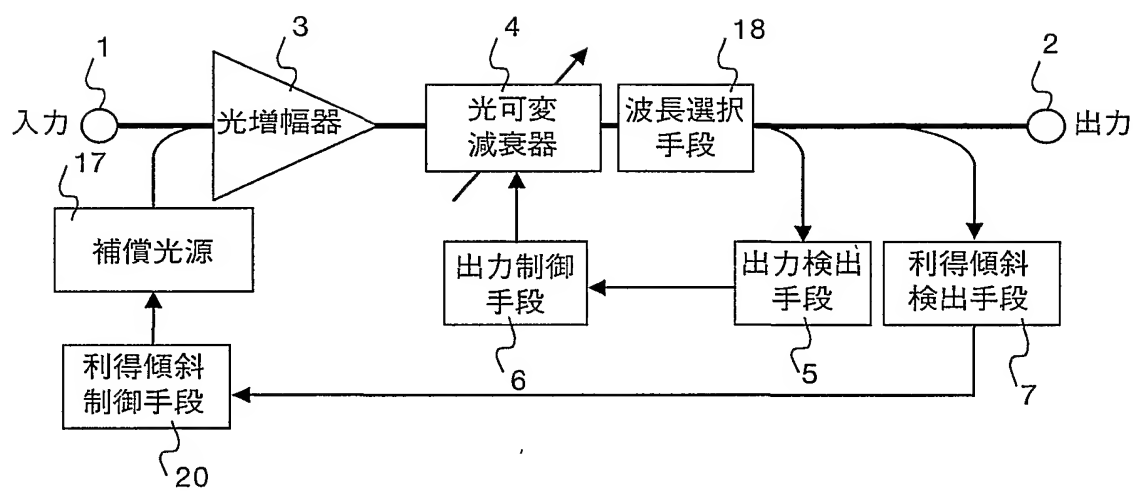 1
3
4
18
2
入力
光増幅器
光可変
減衰器
波長選択
手段
出力
17
補償光源
出力制御
手段
出力検出
手段
利得傾斜
検出手段
6
5
7
利得傾斜
制御手段
20